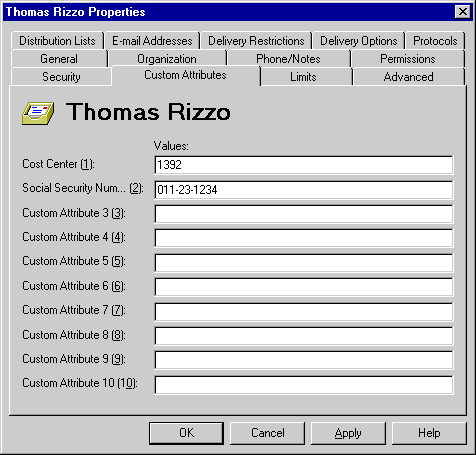 Thomas Rizzo Properties
Distribution Lists E-mail Addresses Delivery Restrictions Delivery Options Protocols
General Organization Phone/Notes Permissions
Security Custom Attributes Limits Advanced
Thomas Rizzo
Values:
Cost Center (1): 1392
Social Security Num... (2): 011-23-1234
Custom Attribute 3 (3):
Custom Attribute 4 (4):
Custom Attribute 5 (5):
Custom Attribute 6 (6):
Custom Attribute 7 (7):
Custom Attribute 8 (8):
Custom Attribute 9 (9):
Custom Attribute 10 (10):
OK Cancel Apply Help